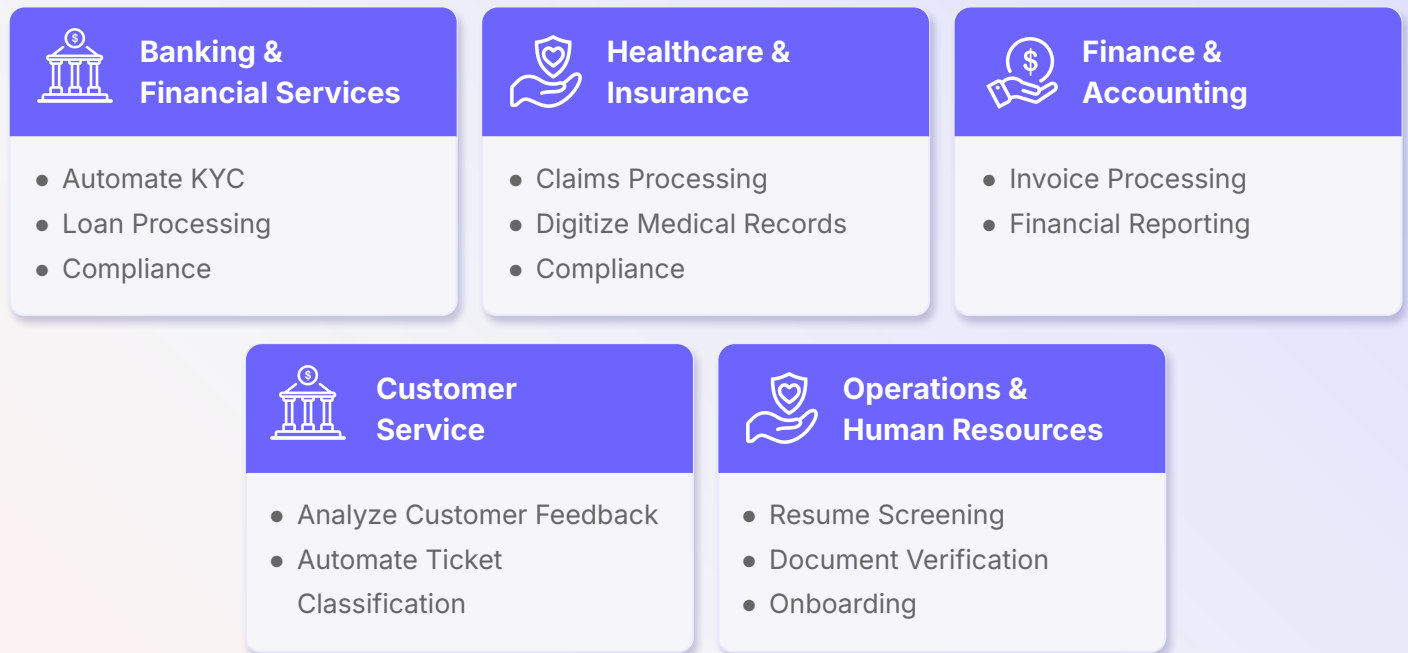 Banking &
Financial Services
● Automate KYC
● Loan Processing
● Compliance
Healthcare &
Insurance
● Claims Processing
● Digitize Medical Records
● Compliance
Finance &
Accounting
● Invoice Processing
● Financial Reporting
Customer
Service
● Analyze Customer Feedback
● Automate Ticket
Classification
Operations &
Human Resources
● Resume Screening
● Document Verification
● Onboarding